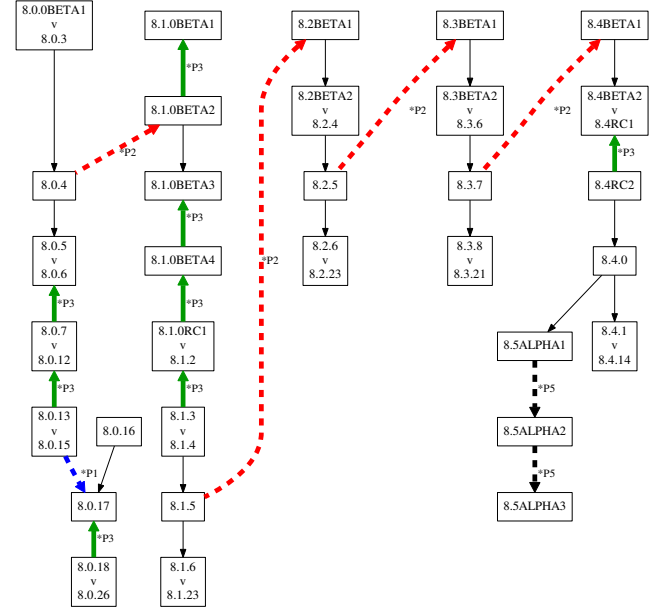 8.0.0BETA1
v
8.0.3
8.1.0BETA1
8.2BETA1
8.3BETA1
8.4BETA1
*P3
8.1.0BETA2
8.2BETA2
v
8.2.4
*P2
8.3BETA2
v
8.3.6
*P2
8.4BETA2
v
8.4RC1
*P2
*P3
8.0.4
8.1.0BETA3
8.2.5
8.3.7
8.4RC2
*P3
8.0.5
v
8.0.6
8.1.0BETA4
*P2
8.2.6
v
8.2.23
8.3.8
v
8.3.21
8.4.0
*P3
*P3
8.0.7
v
8.0.12
8.1.0RC1
v
8.1.2
8.5ALPHA1
8.4.1
v
8.4.14
*P3
*P3
*P5
8.0.13
v
8.0.15
8.0.16
8.1.3
v
8.1.4
8.5ALPHA2
*P1
*P5
8.0.17
8.1.5
8.5ALPHA3
*P3
8.0.18
v
8.0.26
8.1.6
v
8.1.23